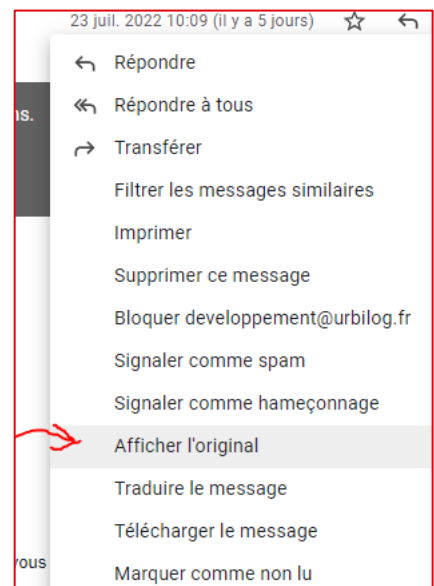 23 juil. 2022 10:09 (il y a 5 jours)
Répondre
ns.
Répondre à tous
Transférer
Filtrer les messages similaires
Imprimer
Supprimer ce message
Bloquer developpement@urbilog.fr
Signaler comme spam
Signaler comme hameçonnage
Afficher l'original
Traduire le message
Télécharger le message
vous
Marquer comme non lu